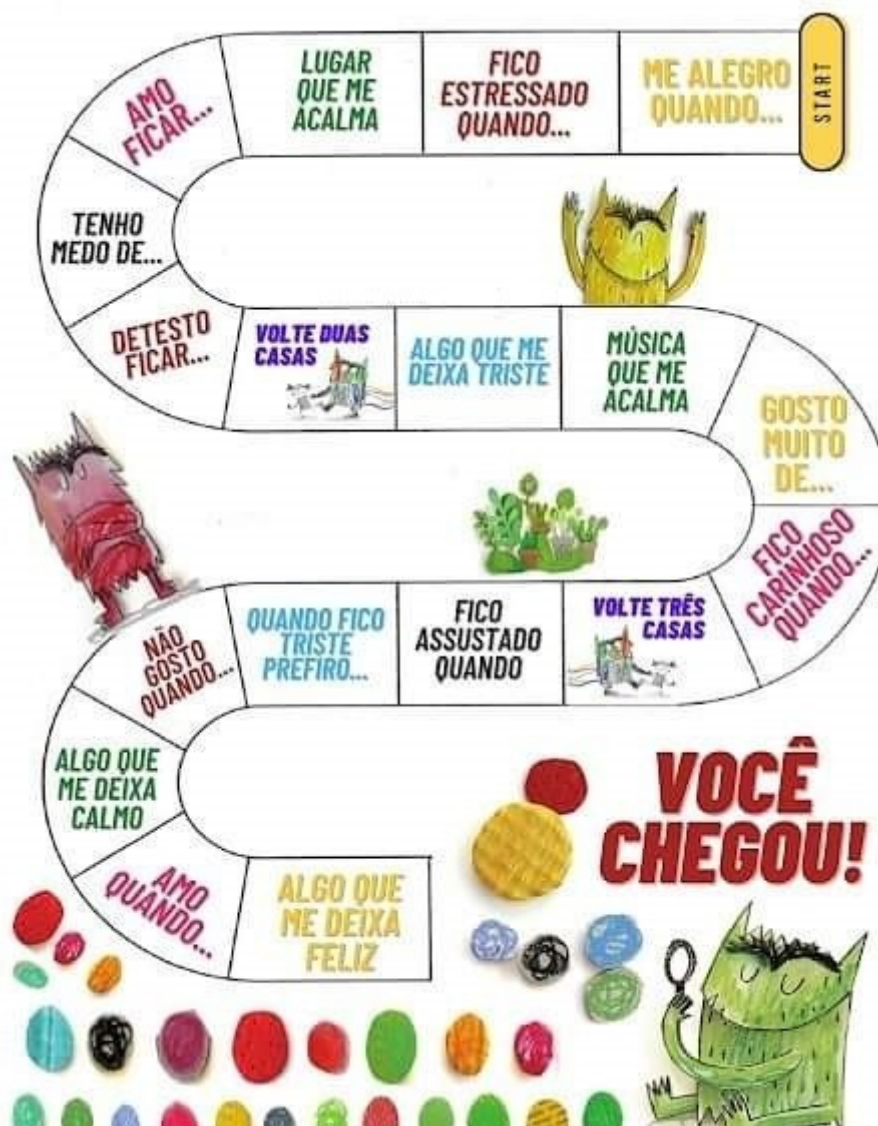 START
ME ALEGRO
QUANDO...
FICO
ESTRESSADO
QUANDO...
LUGAR
QUE ME
ACALMA
AMO
FICAR...
TENHO
MEDO DE...
DETESTO
FICAR...
VOLTE DUAS
CASAS
ALGO QUE ME
DEIXA TRISTE
MÚSICA
QUE ME
ACALMA
GOSTO
MUITO
DE...
FICO
CARINHOSO
QUANDO...
VOLTE TRÊS
CASAS
FICO
ASSUSTADO
QUANDO
QUANDO FICO
TRISTE
PREFIRO...
NÃO
GOSTO
QUANDO...
ALGO QUE
ME DEIXA
CALMO
AMO
QUANDO...
ALGO QUE
ME DEIXA
FELIZ
VOCÊ
CHEGOU!